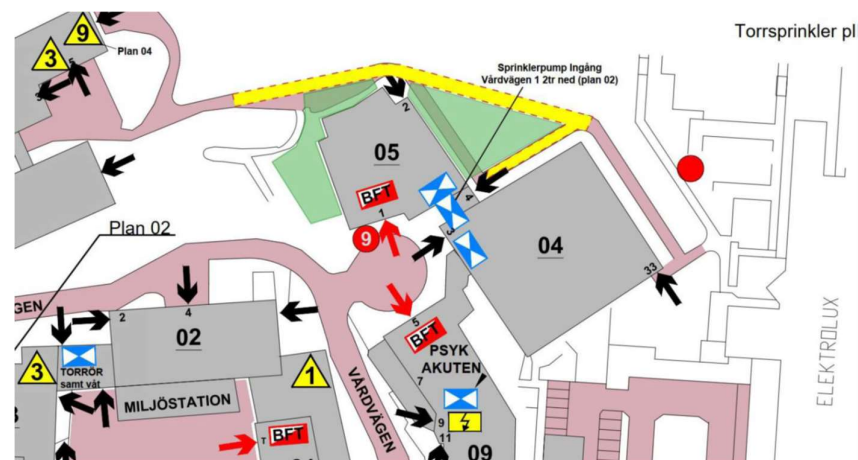 Torrsprinkler pl
9
Plan 04
3
Sprinklerpump Ingång
Vårdvägen 1 2tr ned (plan 02)
2
05
BFT
1
4
9
3
04
33
Plan 02
GEN
2
4
02
5
BFT
PSYK
AKUTEN
7
9
11
09
3
TORRÖR
samt våt
1
MILJÖSTATION
VÅRDVÄGEN
T
BFT
ELEKTROLUX